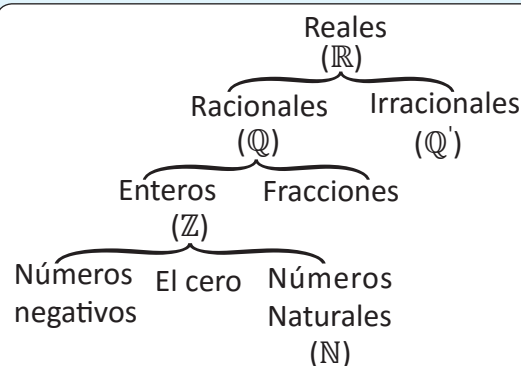 Reales
(ℝ)
Racionales Irracionales
(ℚ) (ℚ')
Enteros Fracciones
(ℤ)
Números El cero Números
negativos Naturales
(ℕ)